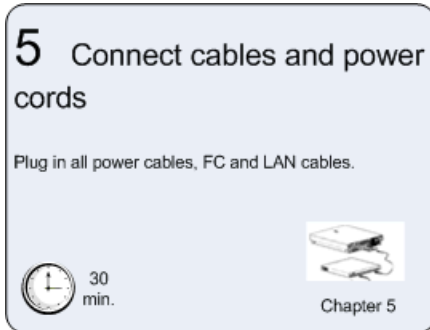 5 Connect cables and power
cords
Plug in all power cables, FC and LAN cables.
30
min.
Chapter 5